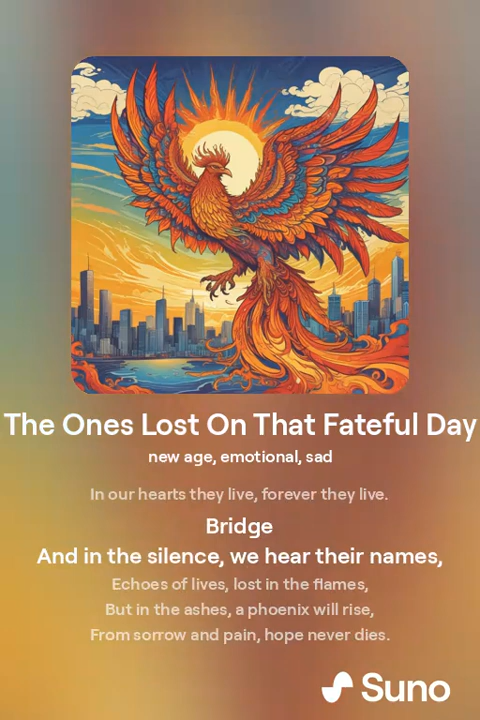 The Ones Lost On That Fateful Day
new age, emotional, sad
In our hearts they live, forever they live.
Bridge
And in the silence, we hear their names,
Echoes of lives, lost in the flames,
But in the ashes, a phoenix will rise,
From sorrow and pain, hope never dies.
Suno